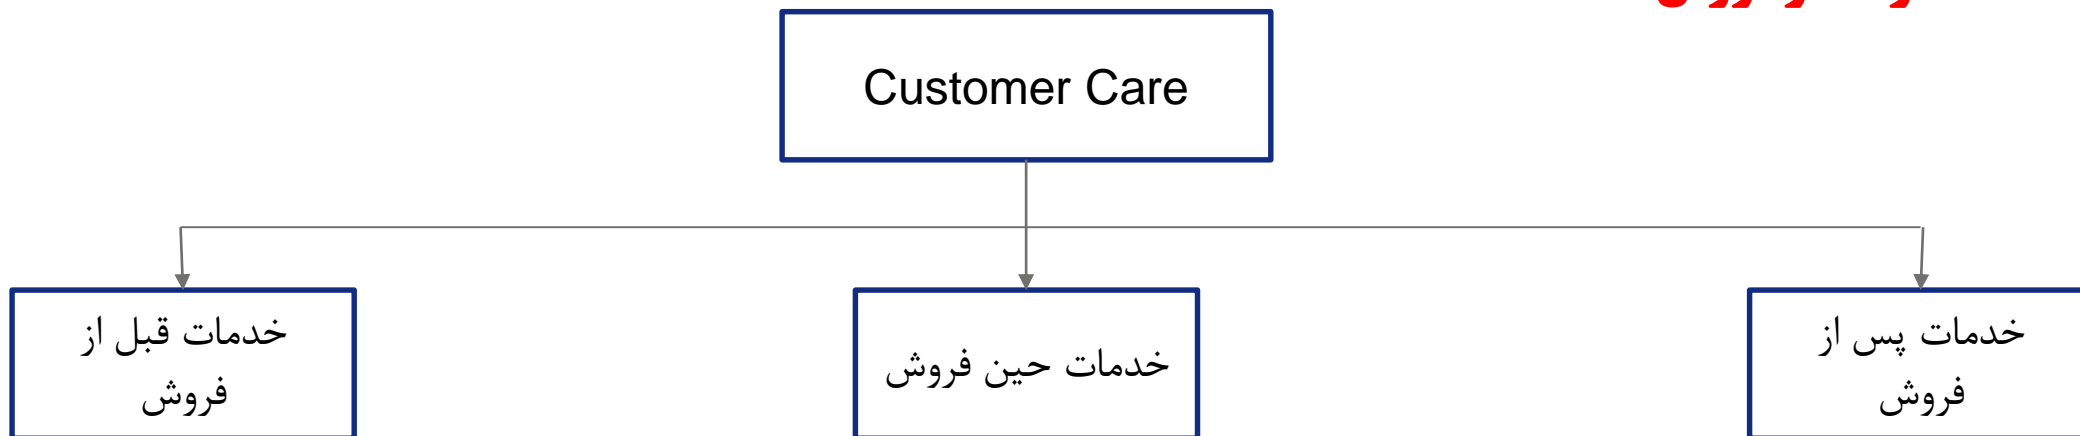 Customer Care
خدمات پس از
فروش
خدمات حین فروش
خدمات قبل از
فروش